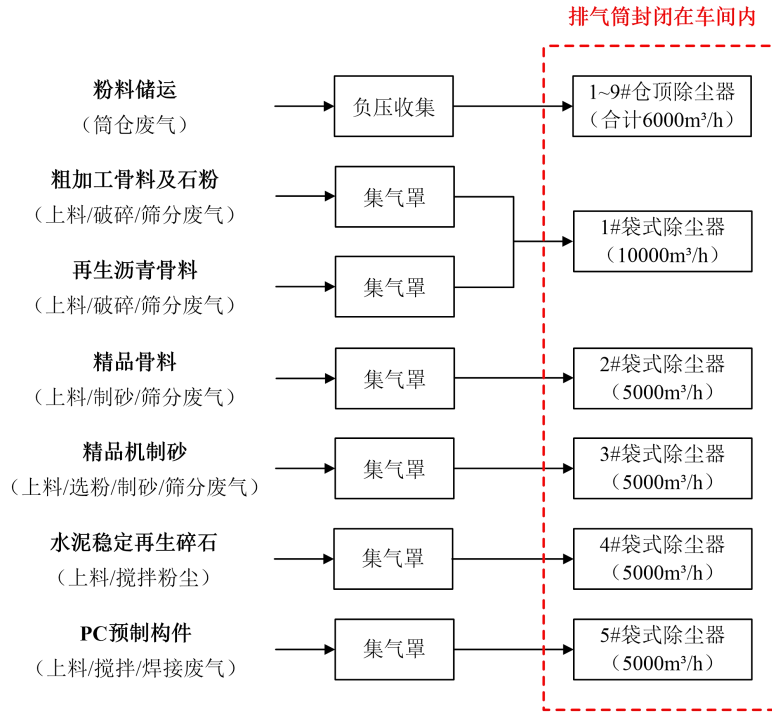 排气筒封闭在车间内
粉料储运
（筒仓废气）
负压收集
1~9#仓顶除尘器
（合计6000m³/h）
粗加工骨料及石粉
（上料/破碎/筛分废气）
集气罩
再生沥青骨料
（上料/破碎/筛分废气）
集气罩
1#袋式除尘器
（10000m³/h）
精品骨料
（上料/制砂/筛分废气）
集气罩
2#袋式除尘器
（5000m³/h）
精品机制砂
（上料/选粉/制砂/筛分废气）
集气罩
3#袋式除尘器
（5000m³/h）
水泥稳定再生碎石
（上料/搅拌粉尘）
集气罩
4#袋式除尘器
（5000m³/h）
PC预制构件
（上料/搅拌/焊接废气）
集气罩
5#袋式除尘器
（5000m³/h）